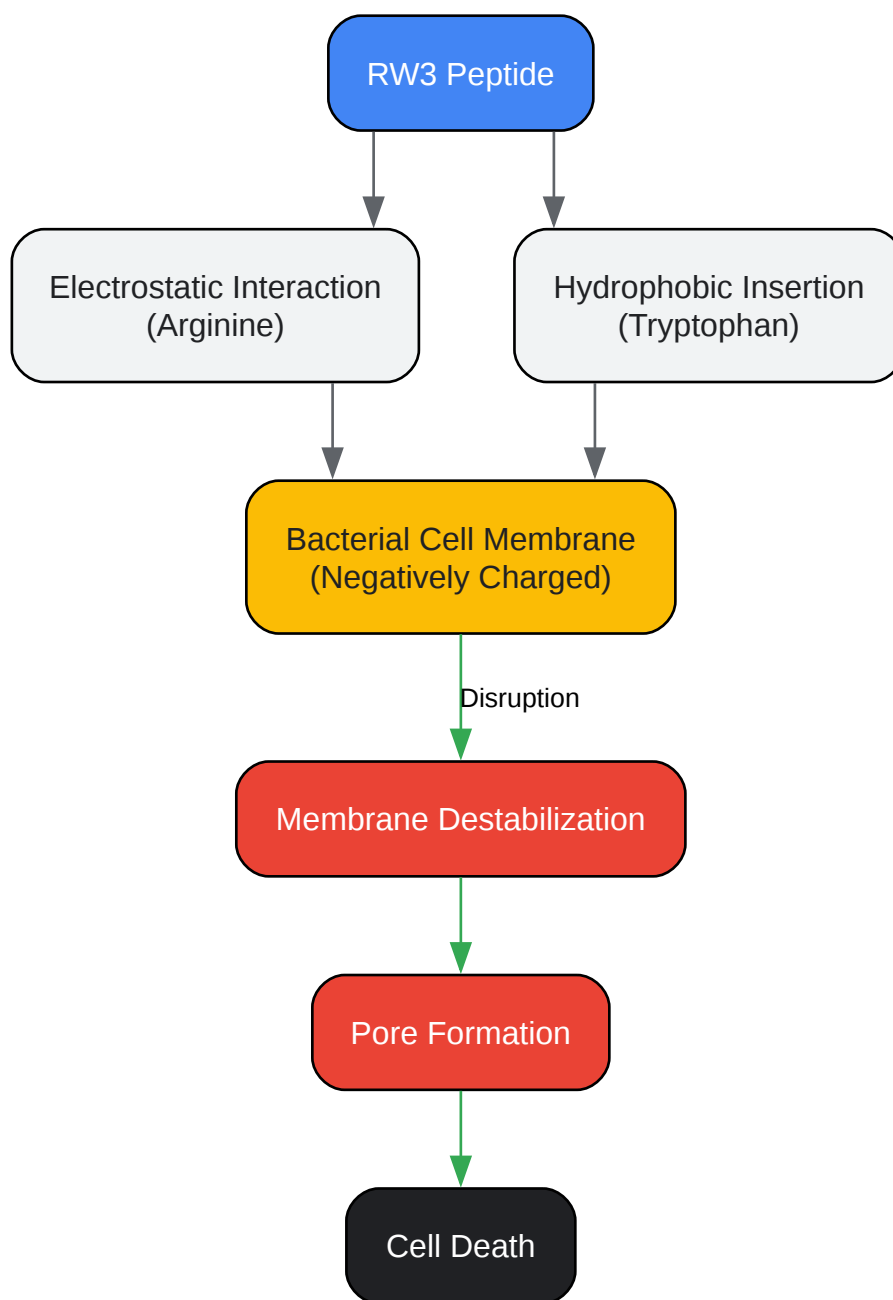 RW3 Peptide
Electrostatic Interaction
(Arginine)
Hydrophobic Insertion
(Tryptophan)
Bacterial Cell Membrane
(Negatively Charged)
Disruption
Membrane Destabilization
Pore Formation
Cell Death